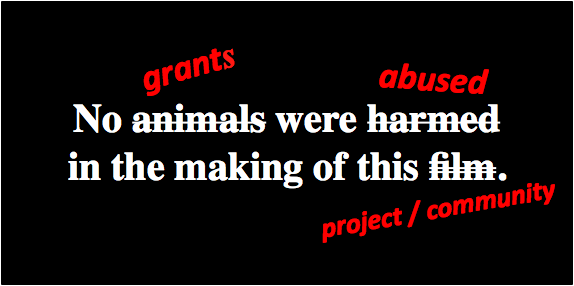 grants
abused
No animals were harmed
in the making of this film.
project / community